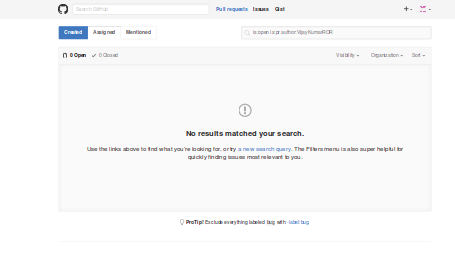 Search GitHub
Pull requests Issues Gist
Created Assigned Mentioned
is:open is:pr author:VijayKumarRCR
0 Open 0 Closed
Visibility Organization Sort
No results matched your search.
Use the links above to find what you're looking for, or try a new search query. The Filters menu is also super helpful for
quickly finding issues most relevant to you.
ProTip! Exclude everything labeled bug with -label:bug.